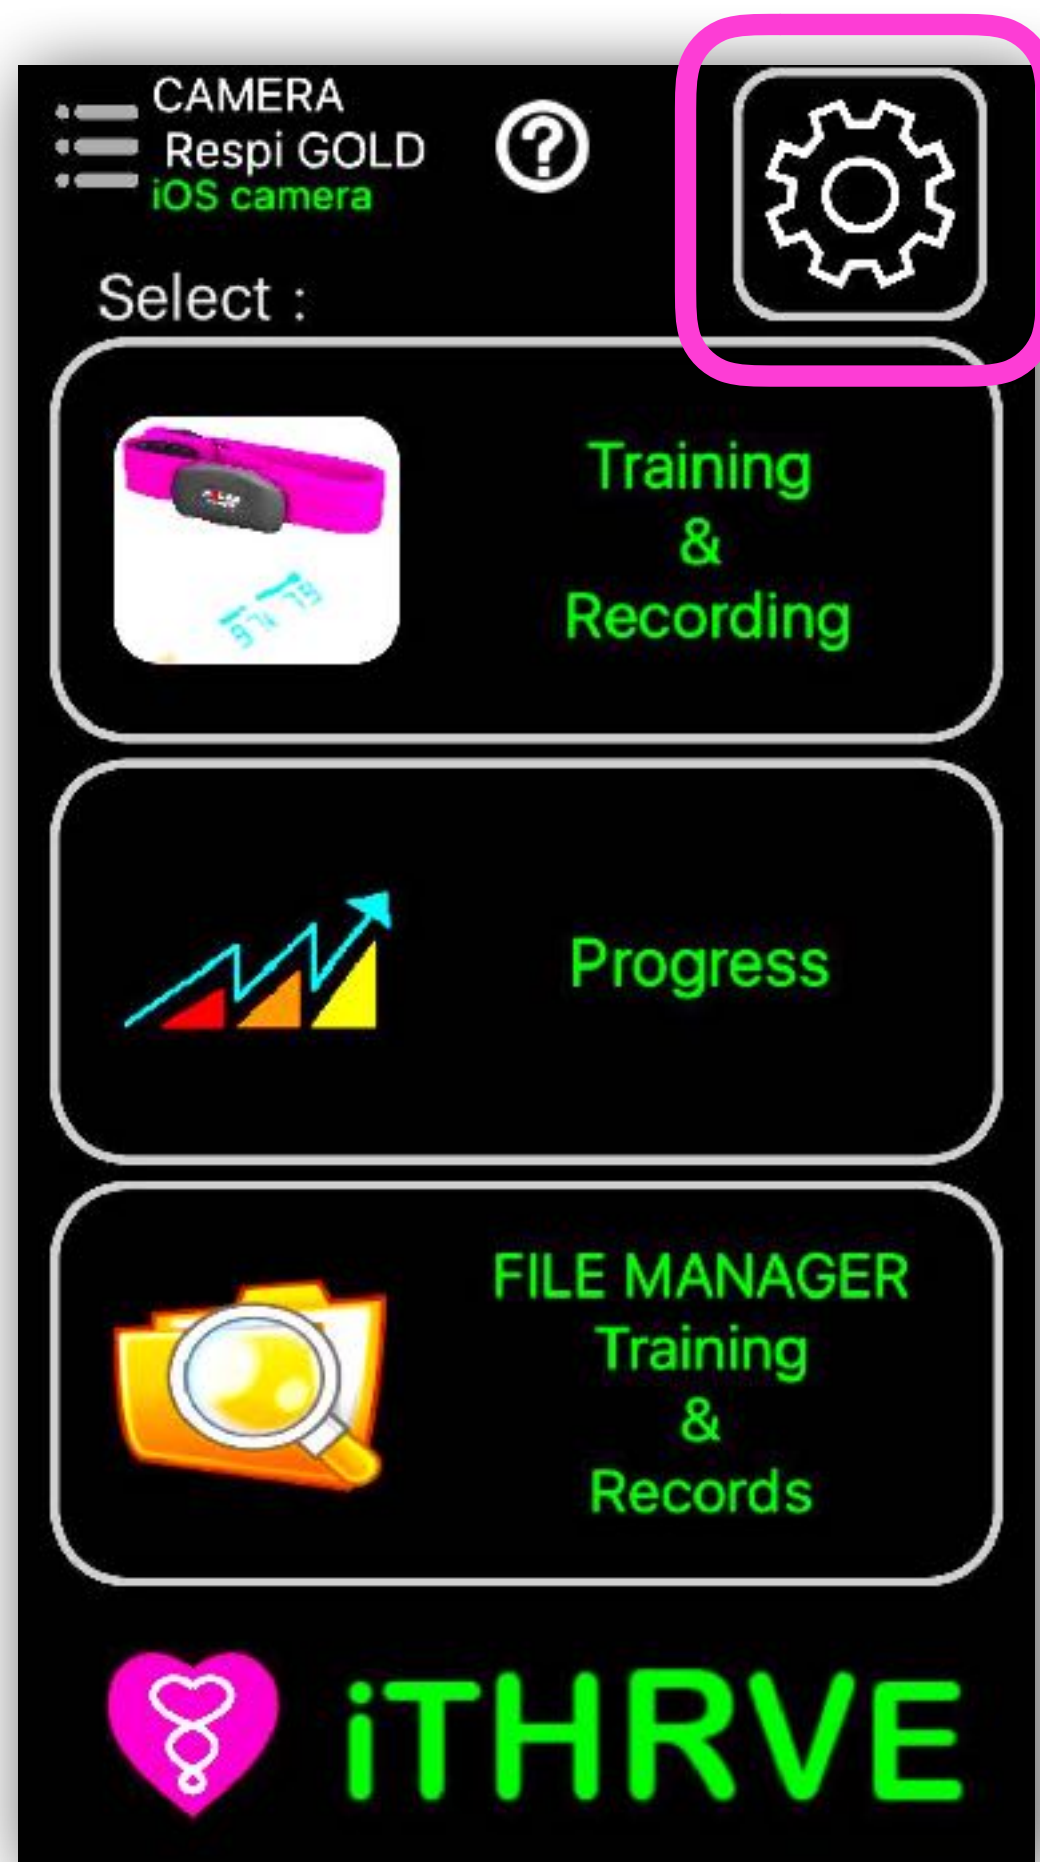 CAMERA
Respi GOLD
iOS camera
Select :
Training
&
Recording
Progress
FILE MANAGER
Training
&
Records
iTHRVE